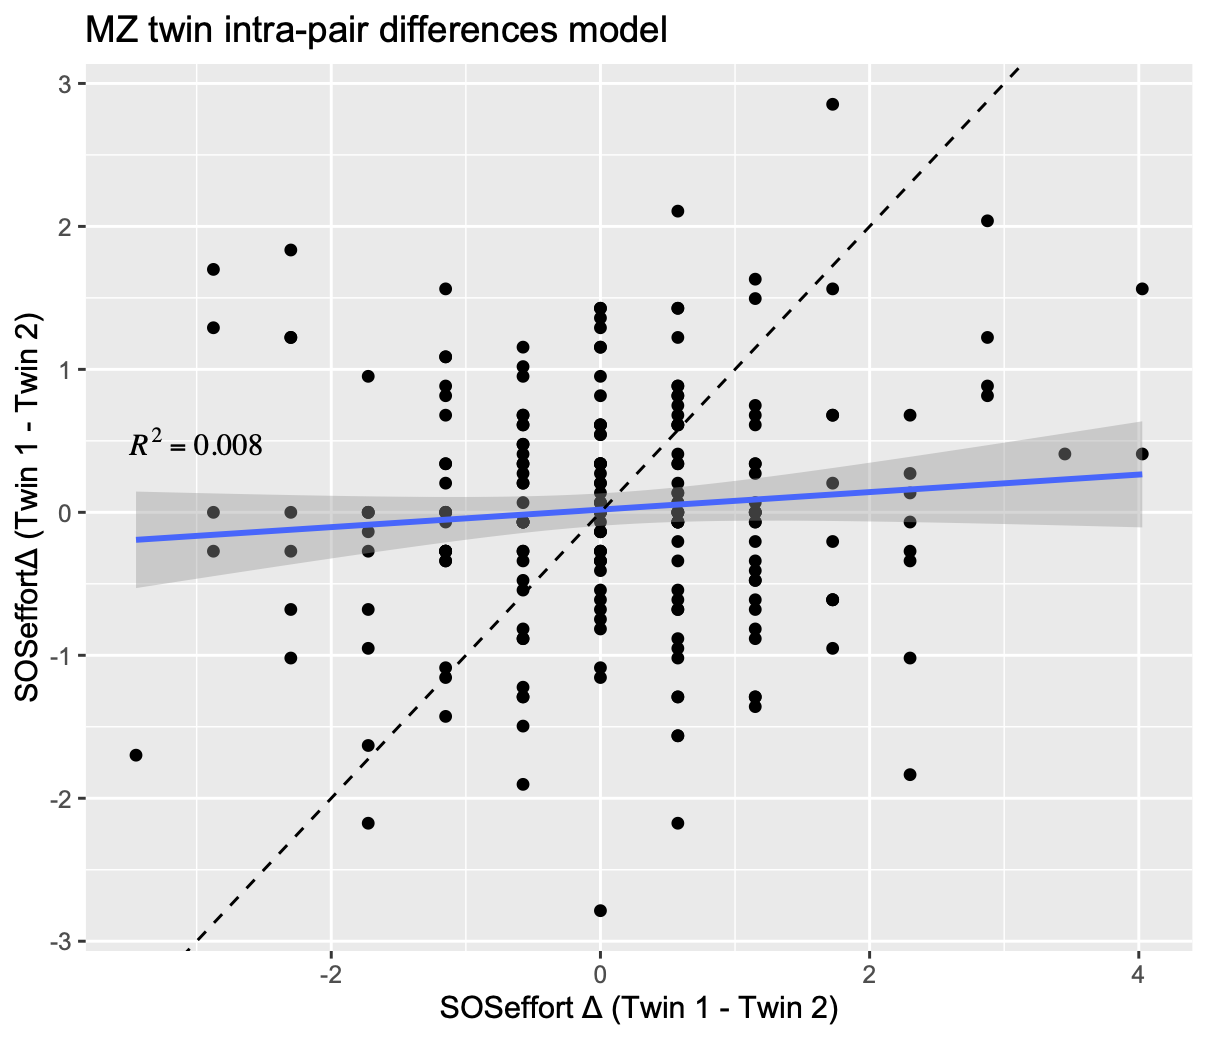 MZ twin intra-pair differences model
3
2
1
0
-1
-2
-3
SOSeffortΔ (Twin 1 - Twin 2)
R² = 0.008
-2
0
2
4
SOSeffort Δ (Twin 1 - Twin 2)